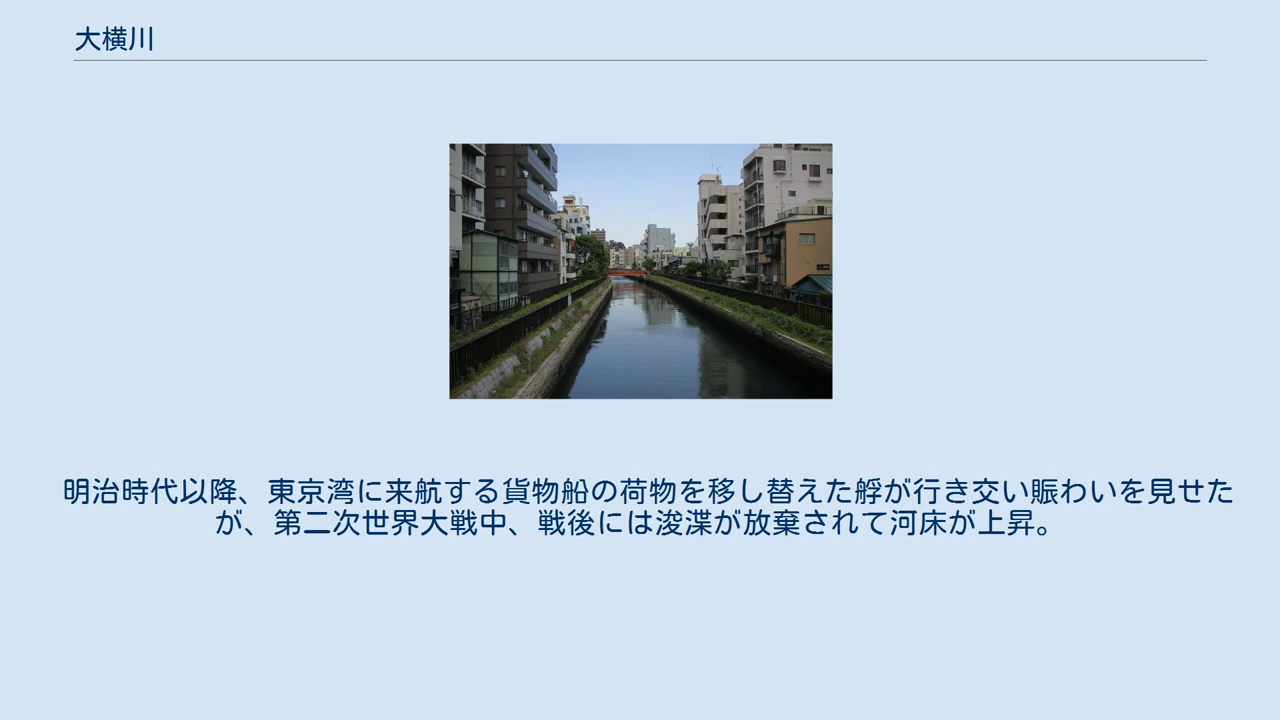 大横川
明治時代以降、東京湾に来航する貨物船の荷物を移し替えた艀が行き交い賑わいを見せた
が、第二次世界大戦中、戦後には浚渫が放棄されて河床が上昇。